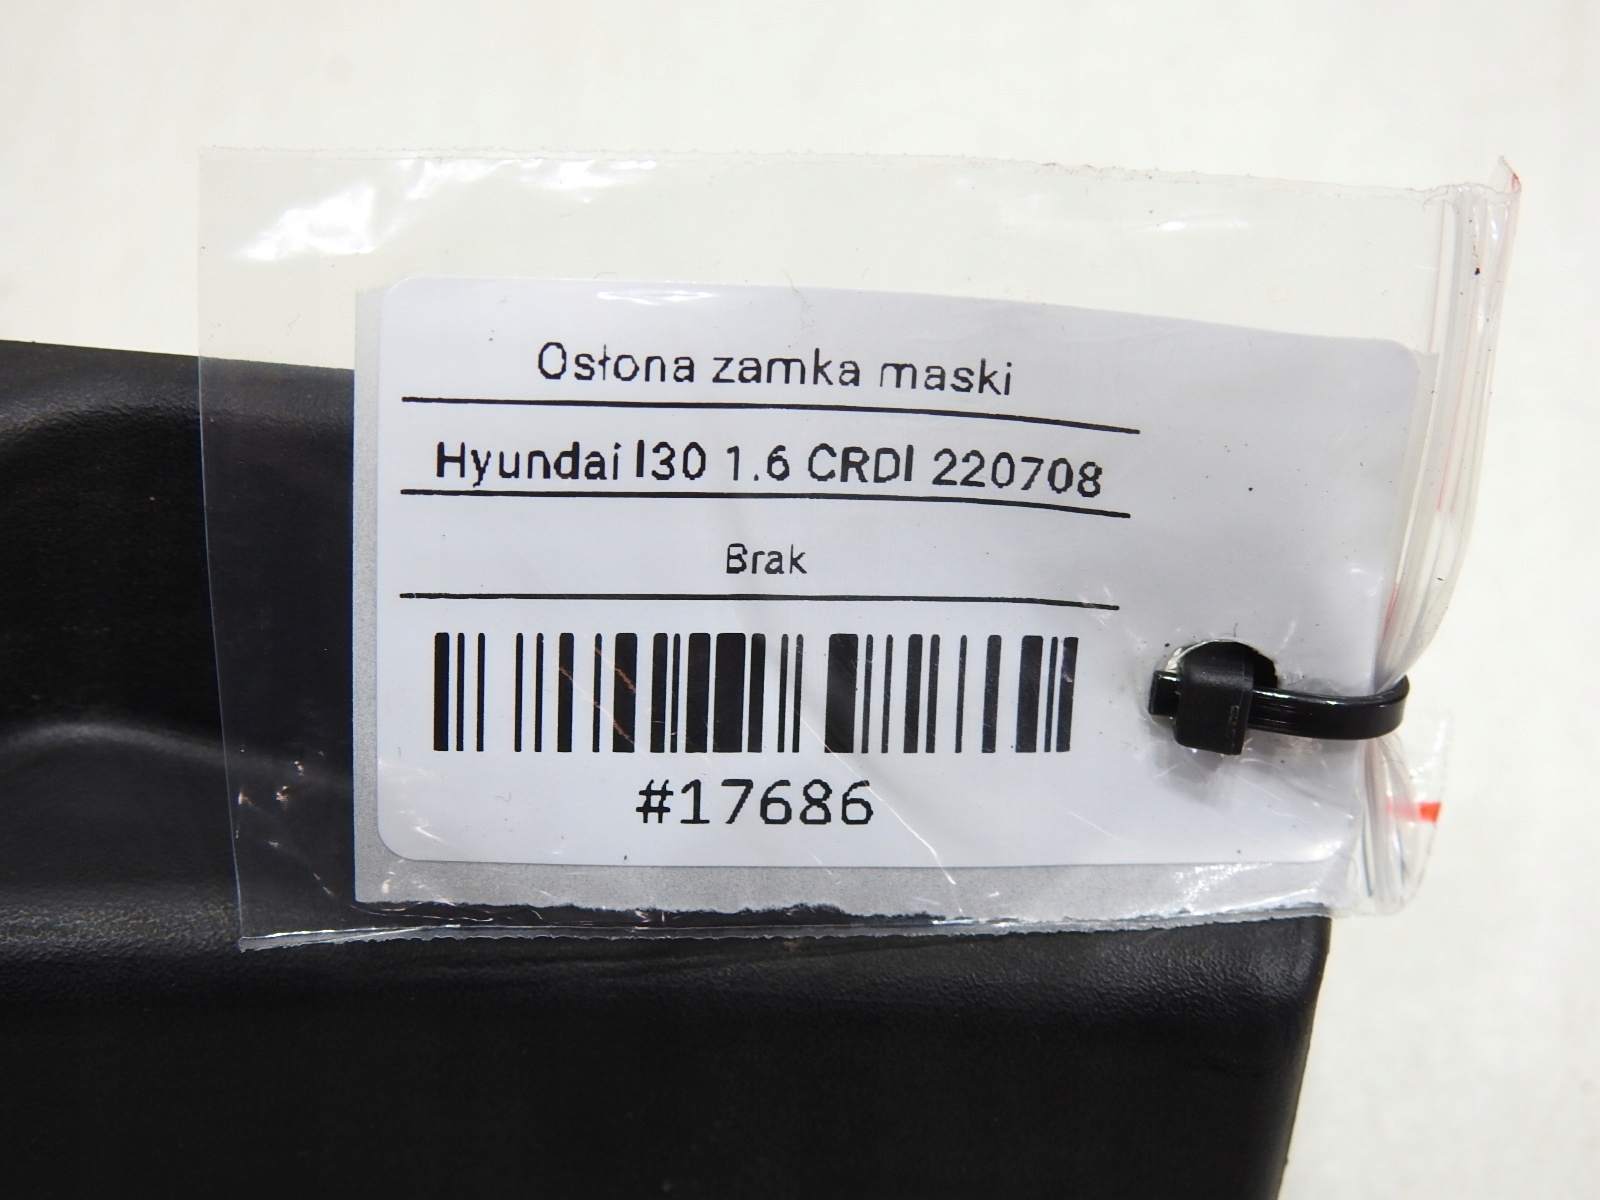 Osłona zamka maski
Hyundai I30 1.6 CRDI 220708
Brak
#17686